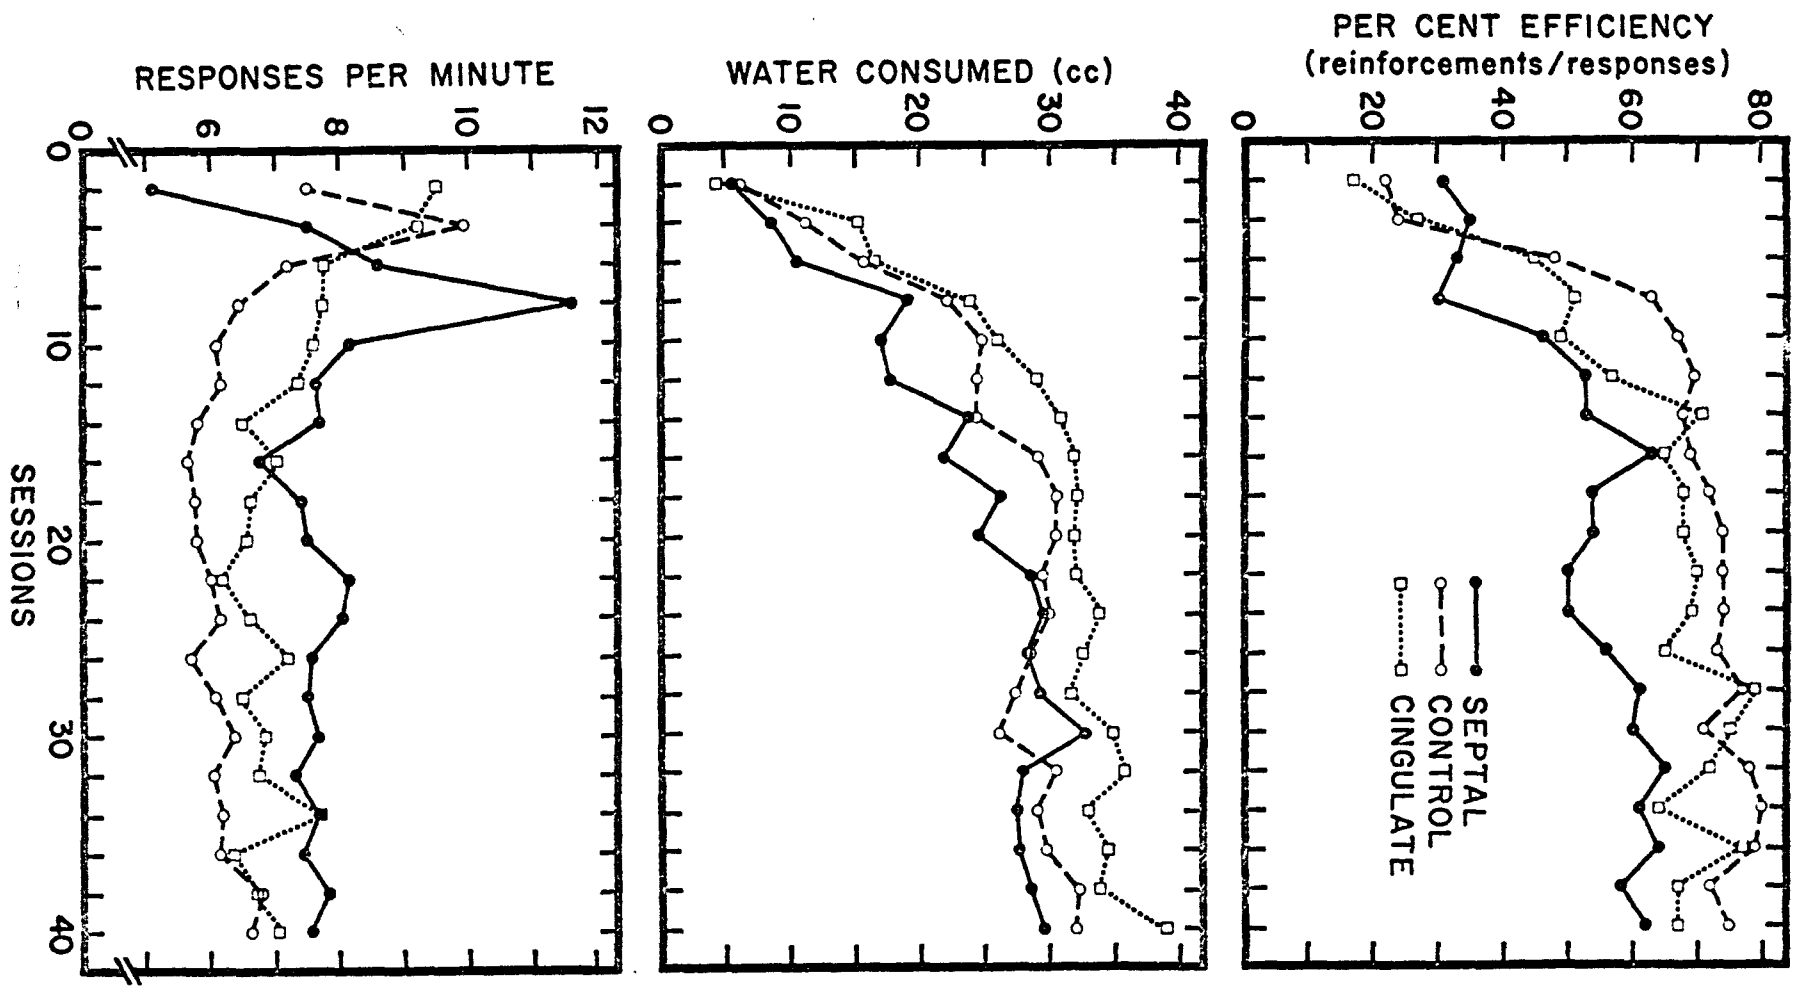 PER CENT EFFICIENCY
(reinforcements/responses)
0 20 40 60 80
SEPTAL
CONTROL
CINGULATE
WATER CONSUMED (cc)
0 10 20 30 40
RESPONSES PER MINUTE
0 6 8 10 12
0 10 20 30 40
SESSIONS